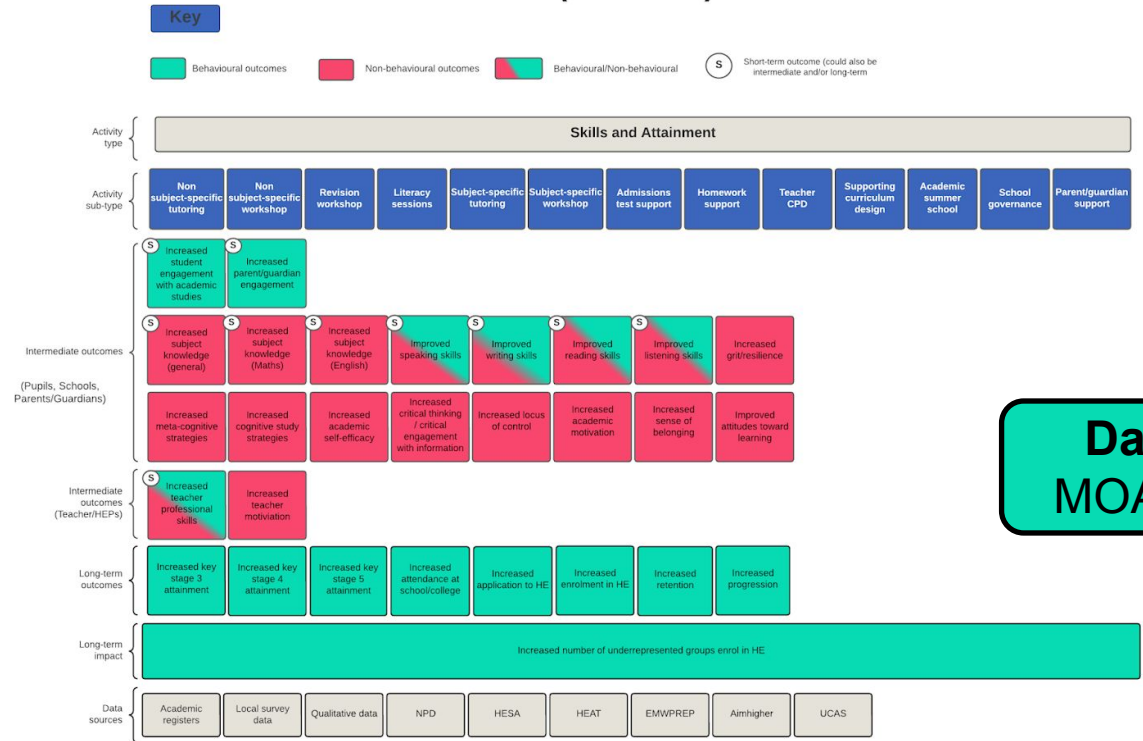 Key
Behavioural outcomes
Non-behavioural outcomes
Behavioural/Non-behavioural
S
Short-term outcome (could also be
intermediate and/or long-term
Activity
type
Skills and Attainment
Activity
sub-type
Non
subject-specific
tutoring
Non
subject-specific
workshop
Revision
workshop
Literacy
sessions
Subject-specific
tutoring
Subject-specific
workshop
Admissions
test support
Homework
support
Teacher
CPD
Supporting
curriculum
design
Academic
summer
school
School
governance
Parent/guardian
support
Intermediate outcomes
(Pupils, Schools,
Parents/Guardians)
S
Increased
student
engagement
with academic
studies
S
Increased
parent/guardian
engagement
S
Increased
subject
knowledge
(general)
S
Increased
subject
knowledge
(Maths)
S
Increased
subject
knowledge
(English)
S
Improved
speaking skills
S
Improved
writing skills
S
Improved
reading skills
S
Improved
listening skills
Increased
grit/resilience
Increased
meta-cognitive
strategies
Increased
cognitive study
strategies
Increased
academic
self-efficacy
Increased
critical thinking
/ critical
engagement
with information
Increased locus
of control
Increased
academic
motivation
Increased
sense of
belonging
Improved
attitudes toward
learning
Da
MOA
Intermediate
outcomes
(Teacher/HEPs)
S
Increased
teacher
professional
skills
Increased
teacher
motiviation
Long-term
outcomes
Increased key
stage 3
attainment
Increased key
stage 4
attainment
Increased key
stage 5
attainment
Increased
attendance at
school/college
Increased
application to HE
Increased
enrolment in HE
Increased
retention
Increased
progression
Long-term
impact
Increased number of underrepresented groups enrol in HE
Data
sources
Academic
registers
Local survey
data
Qualitative data
NPD
HESA
HEAT
EMWPREP
Aimhigher
UCAS